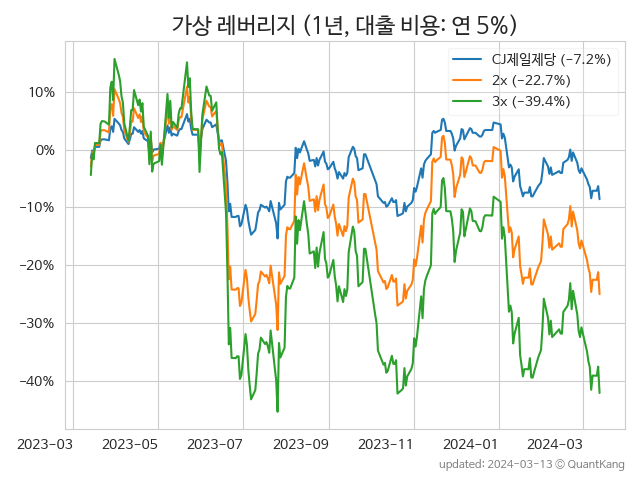 가상 레버리지 (1년, 대출 비용: 연 5%)
CJ제일제당 (−7.2%)
2x (−22.7%)
3x (−39.4%)
10%
0%
−10%
−20%
−30%
−40%
2023-03 2023-05 2023-07 2023-09 2023-11 2024-01 2024-03
updated: 2024-03-13 © QuantKang